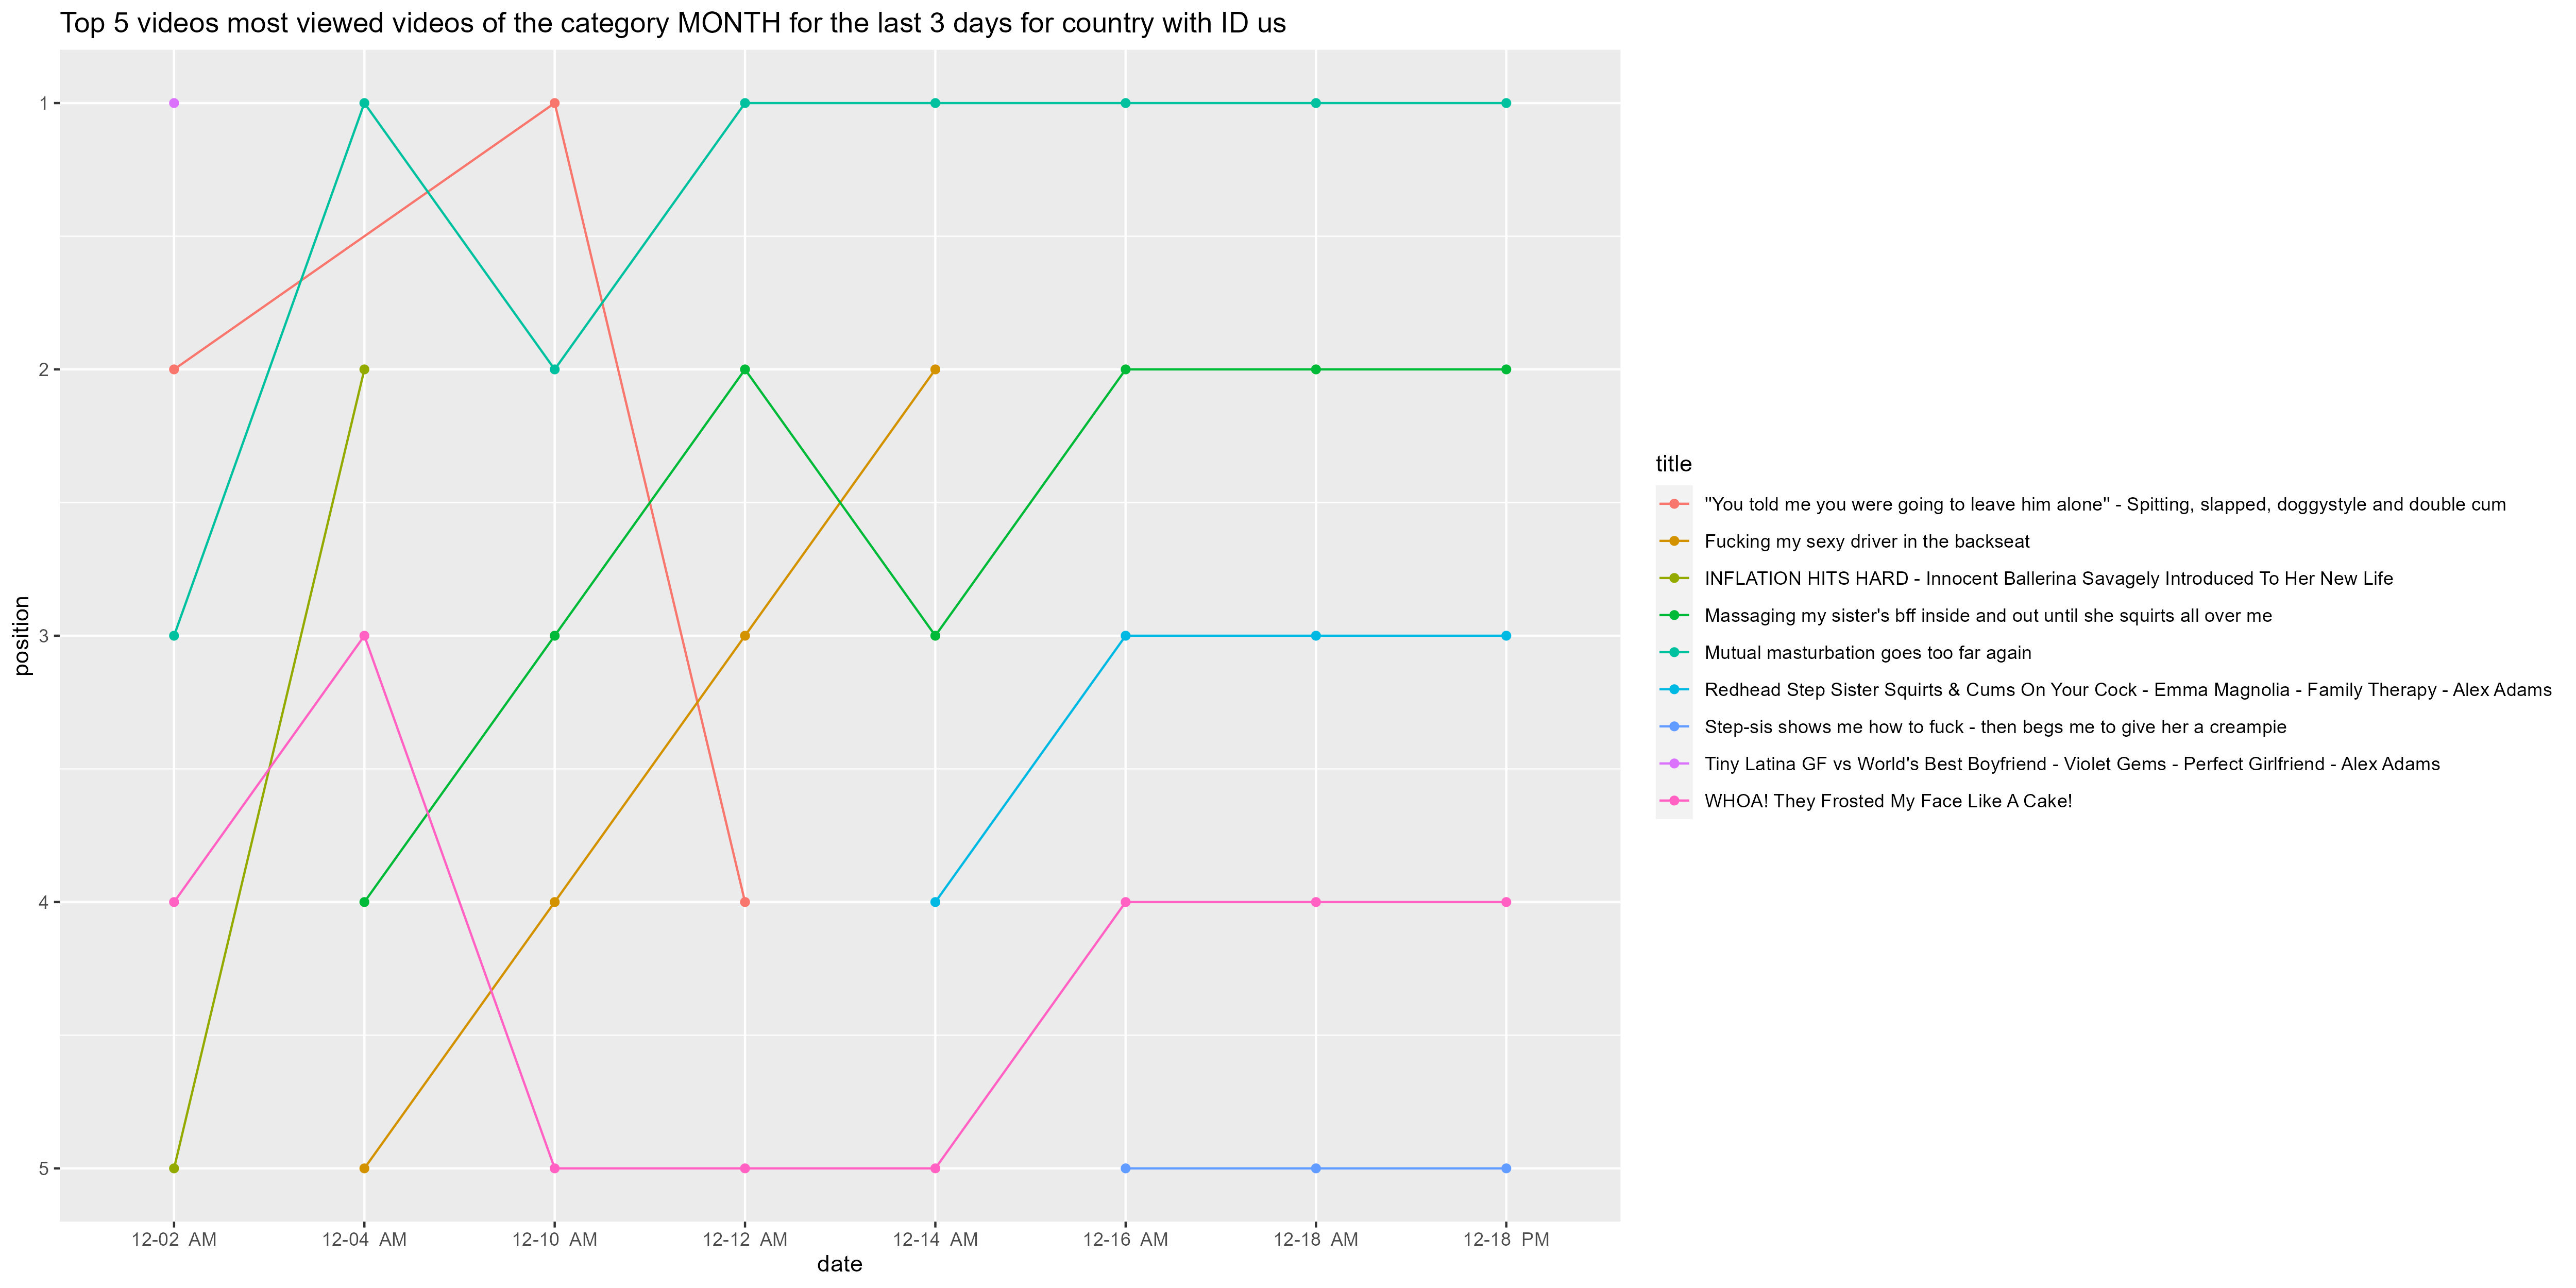 Top 5 videos most viewed videos of the category MONTH for the last 3 days for country with ID us
1
2
3
4
5
position
12-02 AM
12-04 AM
12-10 AM
12-12 AM
12-14 AM
12-16 AM
12-18 AM
12-18 PM
date
title
"You told me you were going to leave him alone" - Spitting, slapped, doggystyle and double cum
Fucking my sexy driver in the backseat
INFLATION HITS HARD - Innocent Ballerina Savagely Introduced To Her New Life
Massaging my sister's bff inside and out until she squirts all over me
Mutual masturbation goes too far again
Redhead Step Sister Squirts & Cums On Your Cock - Emma Magnolia - Family Therapy - Alex Adams
Step-sis shows me how to fuck - then begs me to give her a creampie
Tiny Latina GF vs World's Best Boyfriend - Violet Gems - Perfect Girlfriend - Alex Adams
WHOA! They Frosted My Face Like A Cake!